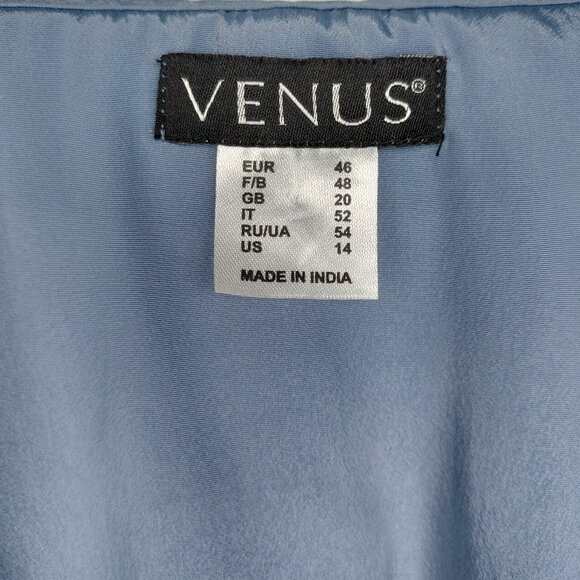 VENUS®
EUR 46
F/B 48
GB 20
IT 52
RU/UA 54
US 14
MADE IN INDIA